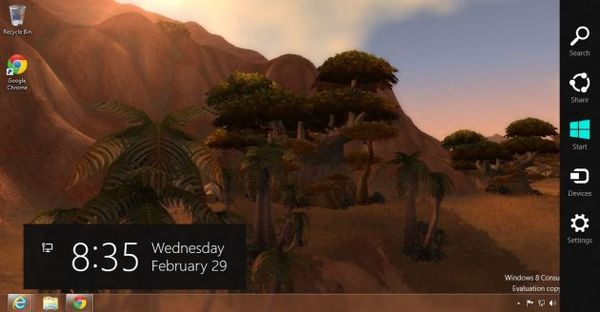 Recycle Bin
Google
Chrome
Search
Share
Start
Devices
Settings
8:35
Wednesday
February 29
Windows 8 Consu
Evaluation copy